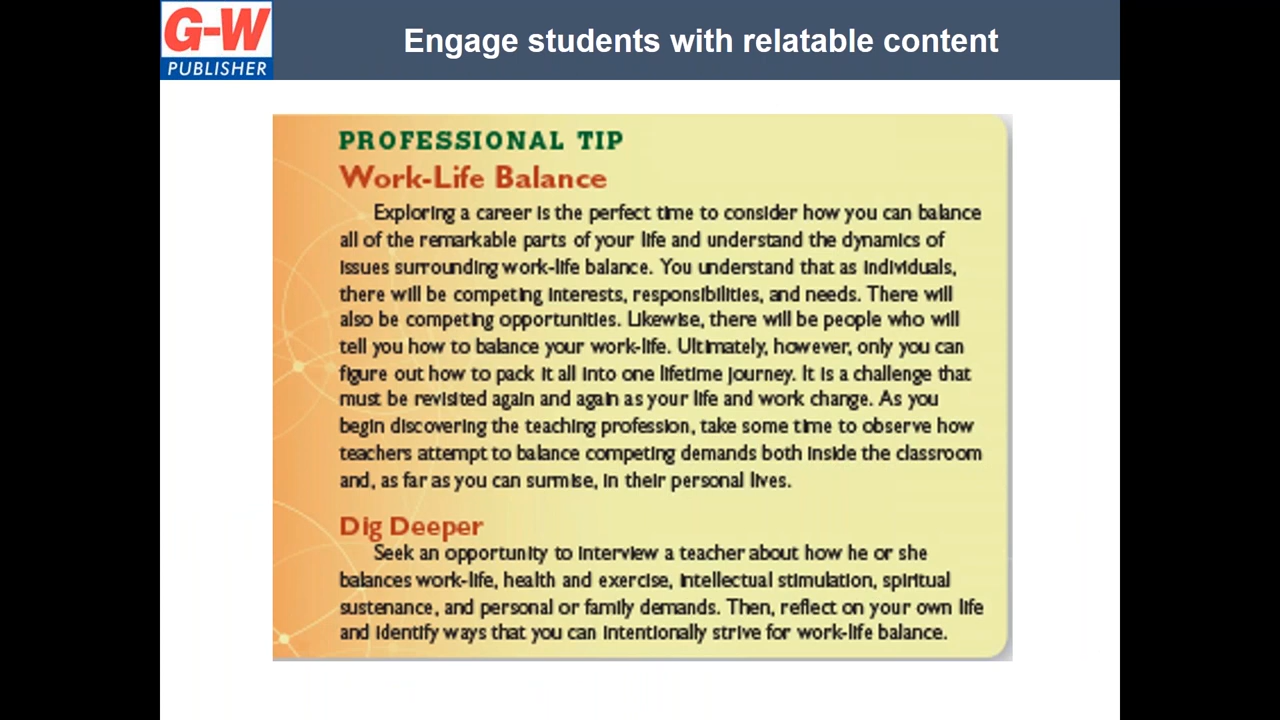 G-W
PUBLISHER
Engage students with relatable content
PROFESSIONAL TIP
Work-Life Balance
Exploring a career is the perfect time to consider how you can balance
all of the remarkable parts of your life and understand the dynamics of
issues surrounding work-life balance. You understand that as individuals,
there will be competing interests, responsibilities, and needs. There will
also be competing opportunities. Likewise, there will be people who will
tell you how to balance your work-life. Ultimately, however, only you can
figure out how to pack it all into one lifetime journey. It is a challenge that
must be revisited again and again as your life and work change. As you
begin discovering the teaching profession, take some time to observe how
teachers attempt to balance competing demands both inside the classroom
and, as far as you can surmise, in their personal lives.
Dig Deeper
Seek an opportunity to interview a teacher about how he or she
balances work-life, health and exercise, intellectual stimulation, spiritual
sustenance, and personal or family demands. Then, reflect on your own life
and identify ways that you can intentionally strive for work-life balance.